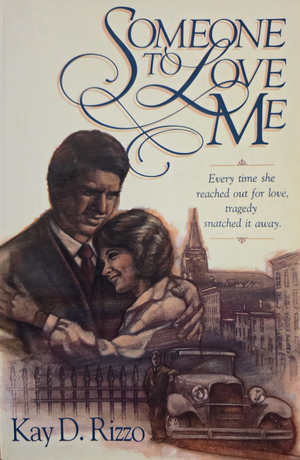 SOMEONE
TO LOVE
ME
Every time she
reached out for love,
tragedy
snatched it away.
Kay D. Rizzo